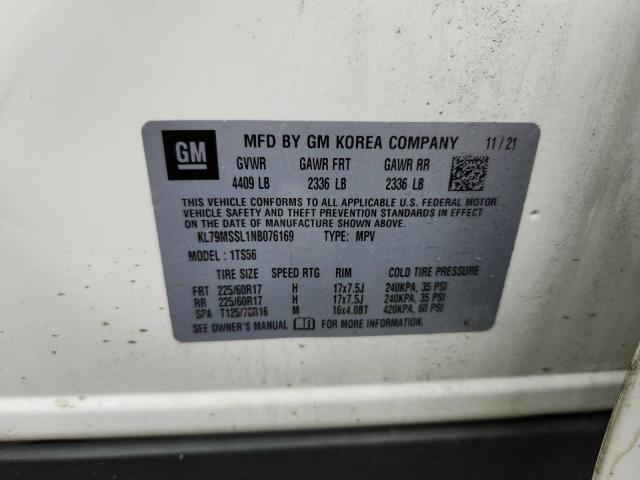 GM MFD BY GM KOREA COMPANY 11/21
GVWR GAWR FRT GAWR RR
4409 LB 2336 LB 2336 LB
THIS VEHICLE CONFORMS TO ALL APPLICABLE U.S. FEDERAL MOTOR
VEHICLE SAFETY AND THEFT PREVENTION STANDARDS IN EFFECT
ON THE DATE OF MANUFACTURE SHOWN ABOVE.
KL79MSSL1NB076169 TYPE: MPV
MODEL: 1TS56
TIRE SIZE SPEED RTG RIM COLD TIRE PRESSURE
FRT 225/60R17 H 17x7.5J 240KPA, 35 PSI
RR 225/60R17 H 17x7.5J 240KPA, 35 PSI
SPA T125/70R16 M 16x4.0BT 420KPA, 60 PSI
SEE OWNER'S MANUAL FOR MORE INFORMATION.